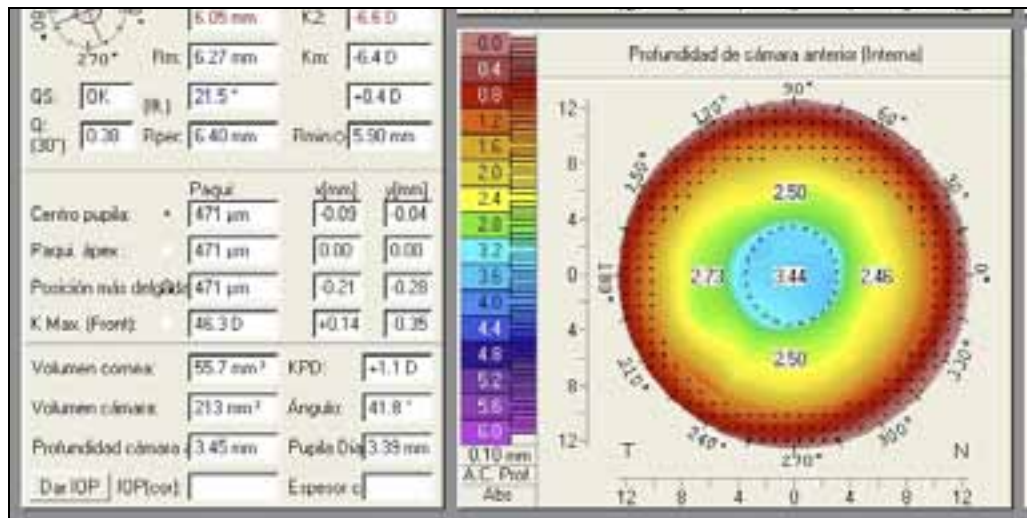 6.05 mm K2: -6.6 D
270° Rm: 6.27 mm Km: -6.4 D
QS: OK 21.5° +0.4 D
Q: (30°) 0.38 Rper: 6.40 mm Rmin 5.90 mm
Paqui x[mm] y[mm]
Centro pupila: 471 µm -0.09 -0.04
Paqui. ápex: 471 µm 0.00 0.00
Posición más delgada 471 µm -0.21 -0.28
K Max. (Front): 46.3 D +0.14 0.35
Volumen cornea: 55.7 mm³ KPD: +1.1 D
Volumen cámara: 213 mm³ Ángulo: 41.8°
Profundidad cámara 3.45 mm Pupila Dia 3.39 mm
Dar IOP IOP(cor): Espesor c
0.0
0.4
0.8
1.2
1.6
2.0
2.4
2.8
3.2
3.6
4.0
4.4
4.8
5.2
5.6
6.0
0.10 mm
A.C. Prof.
Abs
Profundidad de cámara anterior (Interna)
90°
120° 60°
150° 30°
180° 0°
210° 330°
240° 300°
270°
12
8
4
0
4
8
12
2.50
2.73 3.44 2.46
2.50
T N
12 8 4 0 4 8 12